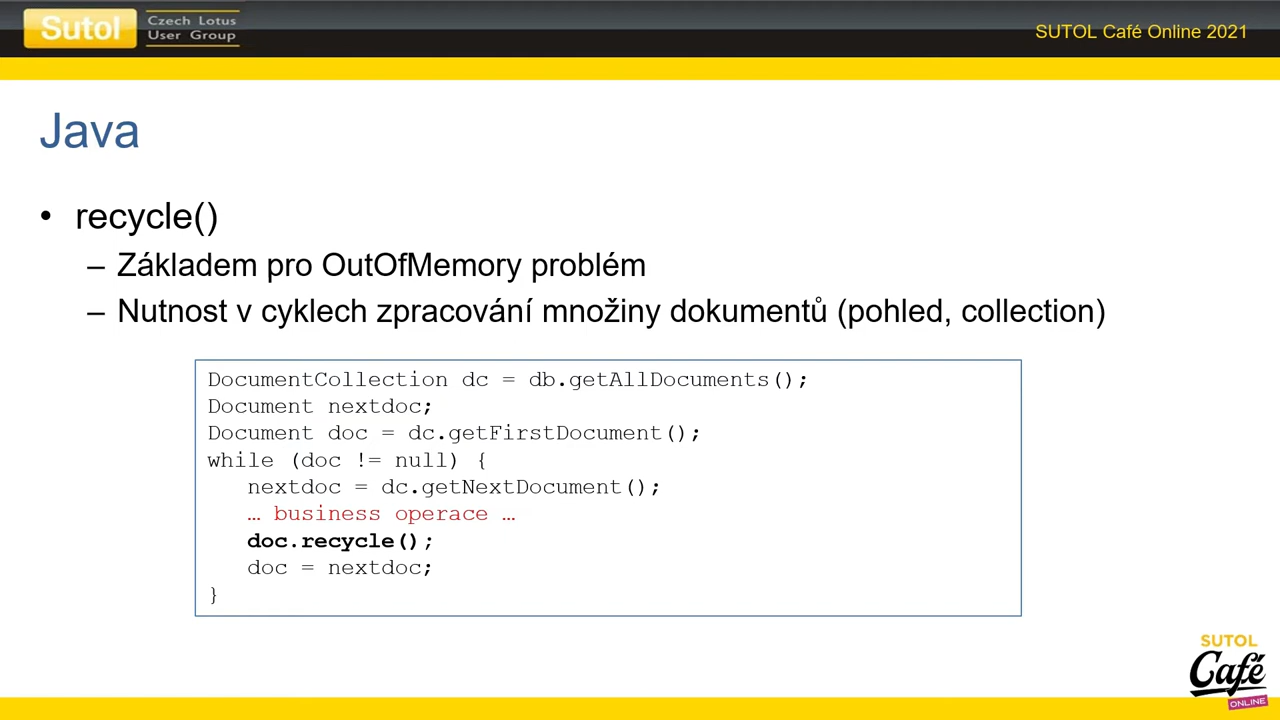 Sutol
Czech Lotus
User Group
SUTOL Café Online 2021
Java
• recycle()
– Základem pro OutOfMemory problém
– Nutnost v cyklech zpracování množiny dokumentů (pohled, collection)
DocumentCollection dc = db.getAllDocuments();
Document nextdoc;
Document doc = dc.getFirstDocument();
while (doc != null) {
nextdoc = dc.getNextDocument();
… business operace …
doc.recycle();
doc = nextdoc;
}
SUTOL
Café
ONLINE